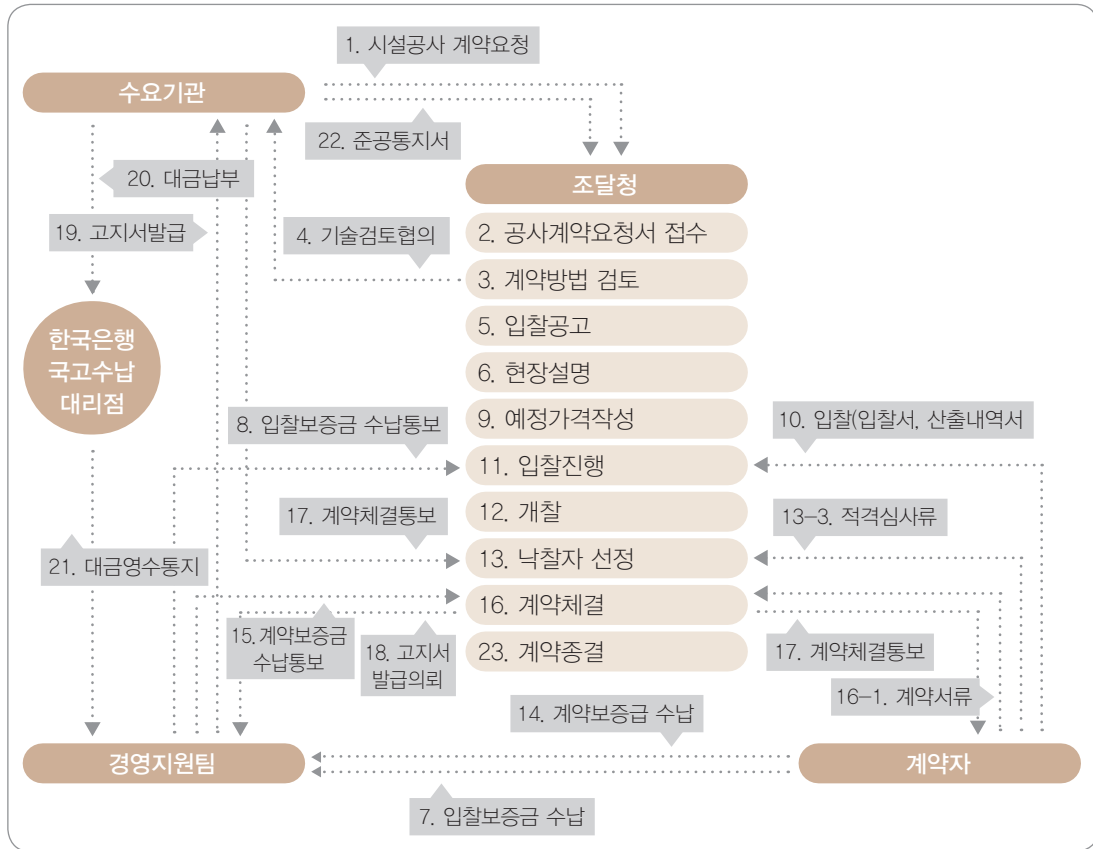 1. 시설공사 계약요청
수요기관
22. 준공통지서
20. 대금납부
조달청
19. 고지서발급
4. 기술검토협의
2. 공사계약요청서 접수
3. 계약방법 검토
한국은행
국고수납
대리점
5. 입찰공고
6. 현장설명
8. 입찰보증금 수납통보
9. 예정가격작성
10. 입찰(입찰서, 산출내역서
11. 입찰진행
17. 계약체결통보
12. 개찰
13-3. 적격심사류
21. 대금영수통지
13. 낙찰자 선정
16. 계약체결
15.계약보증금
수납통보
18. 고지서
발급의뢰
23. 계약종결
17. 계약체결통보
16-1. 계약서류
14. 계약보증급 수납
경영지원팀
계약자
7. 입찰보증금 수납